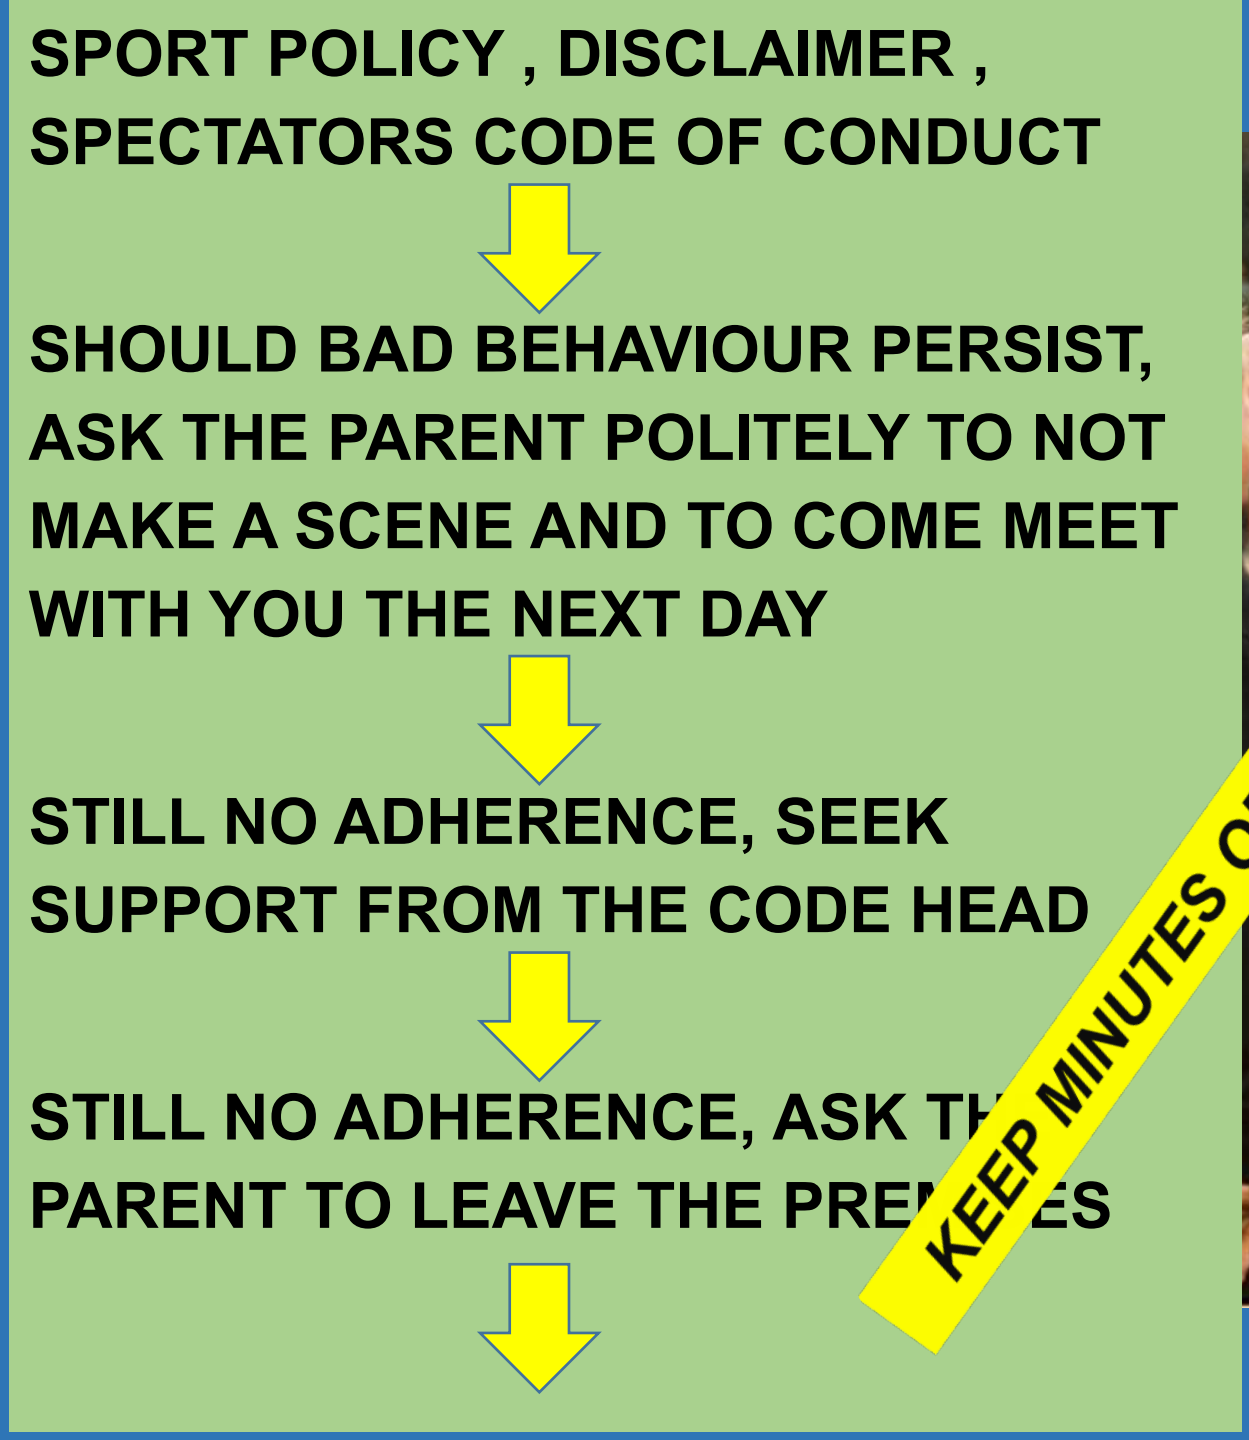 SPORT POLICY , DISCLAIMER ,
SPECTATORS CODE OF CONDUCT
SHOULD BAD BEHAVIOUR PERSIST,
ASK THE PARENT POLITELY TO NOT
MAKE A SCENE AND TO COME MEET
WITH YOU THE NEXT DAY
STILL NO ADHERENCE, SEEK
SUPPORT FROM THE CODE HEAD
STILL NO ADHERENCE, ASK
PARENT TO LEAVE THE
KEEP MINUTES